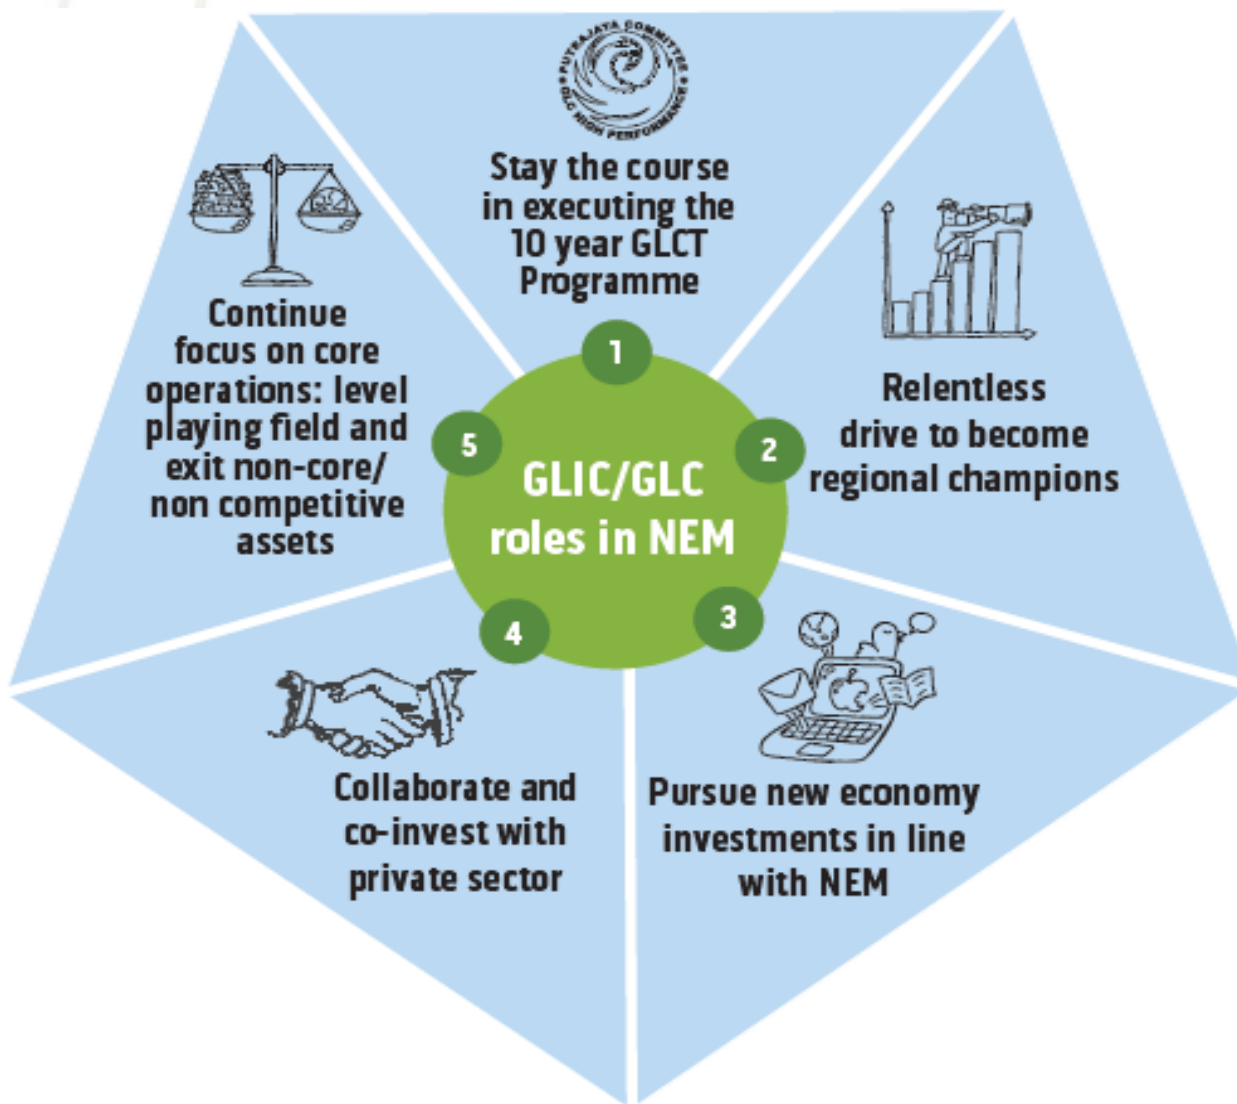 PUTRAJAYA COMMITTEE
GLC HIGH PERFORMANCE
Stay the course
in executing the
10 year GLCT
Programme
1
Relentless
drive to become
regional champions
2
Pursue new economy
investments in line
with NEM
3
Collaborate and
co-invest with
private sector
4
Continue
focus on core
operations: level
playing field and
exit non-core/
non competitive
assets
5
GLIC/GLC
roles in NEM